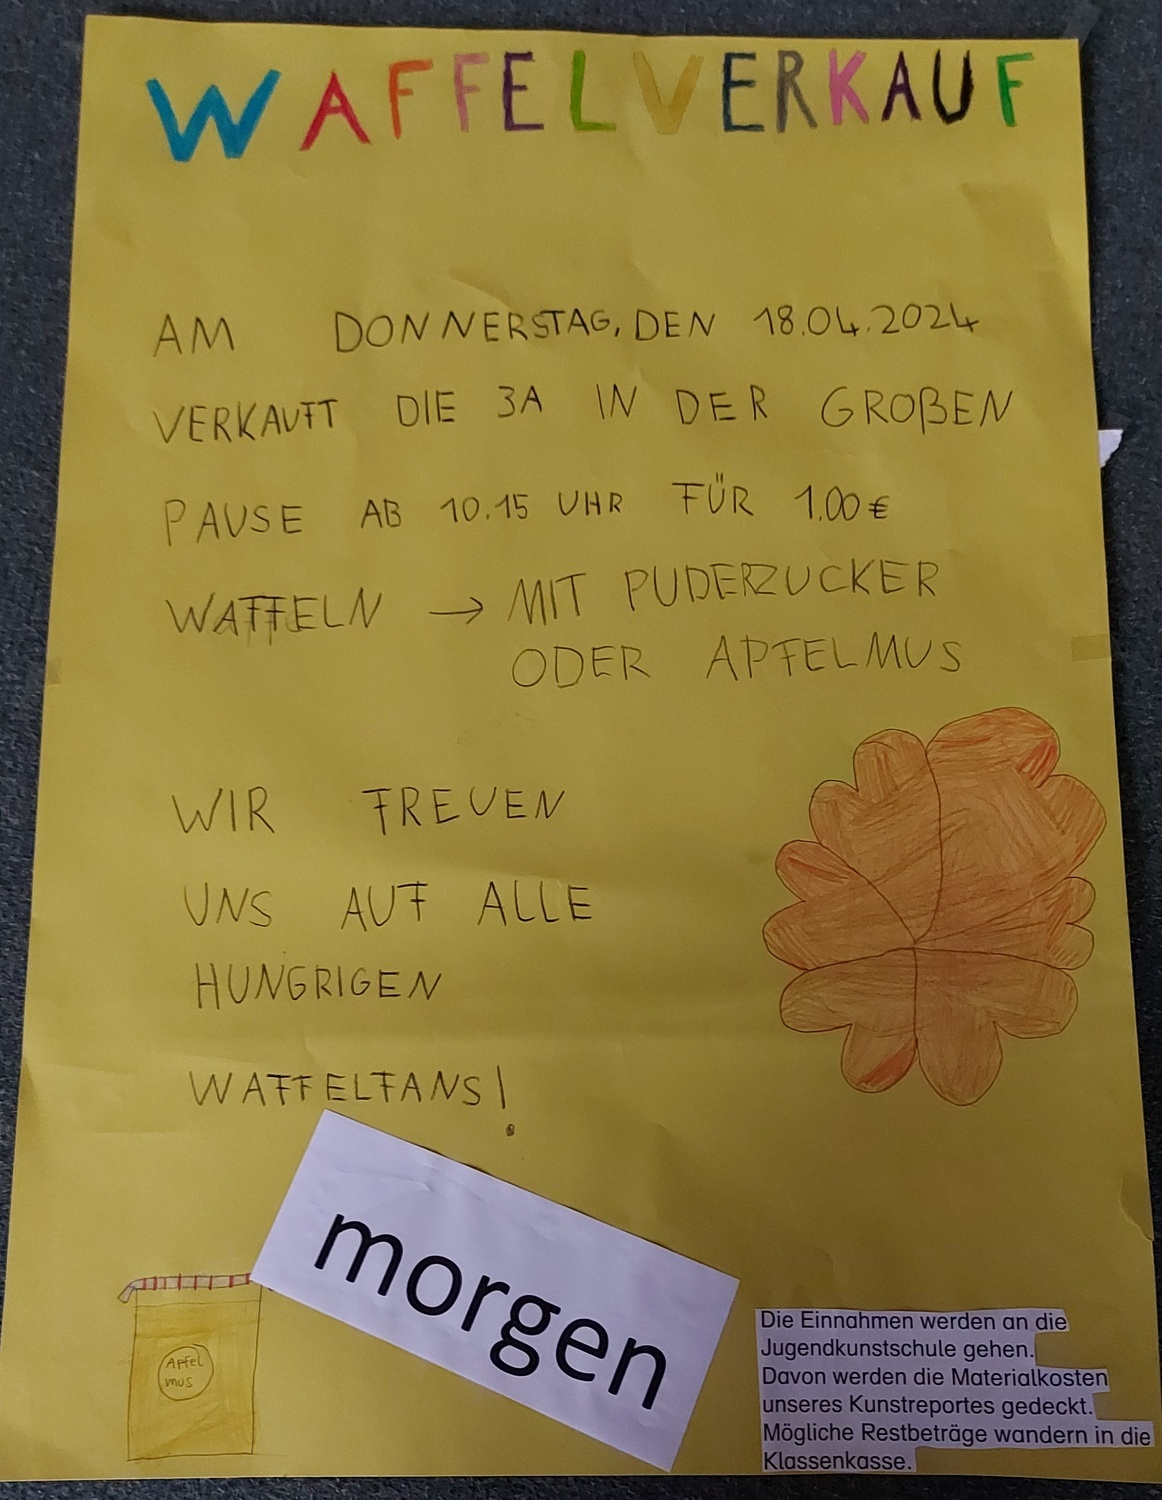 WAFFELVERKAUF
AM DONNERSTAG, DEN 18.04.2024
VERKAUFT DIE 3A IN DER GROßEN
PAUSE AB 10.15 UHR FÜR 1.00 €
WAFFELN → MIT PUDERZUCKER
ODER APFELMUS
WIR FREUEN
UNS AUF ALLE
HUNGRIGEN
WAFFELFANS!
morgen
Apfel
mus
Die Einnahmen werden an die
Jugendkunstschule gehen.
Davon werden die Materialkosten
unseres Kunstreportes gedeckt.
Mögliche Restbeträge wandern in die
Klassenkasse.